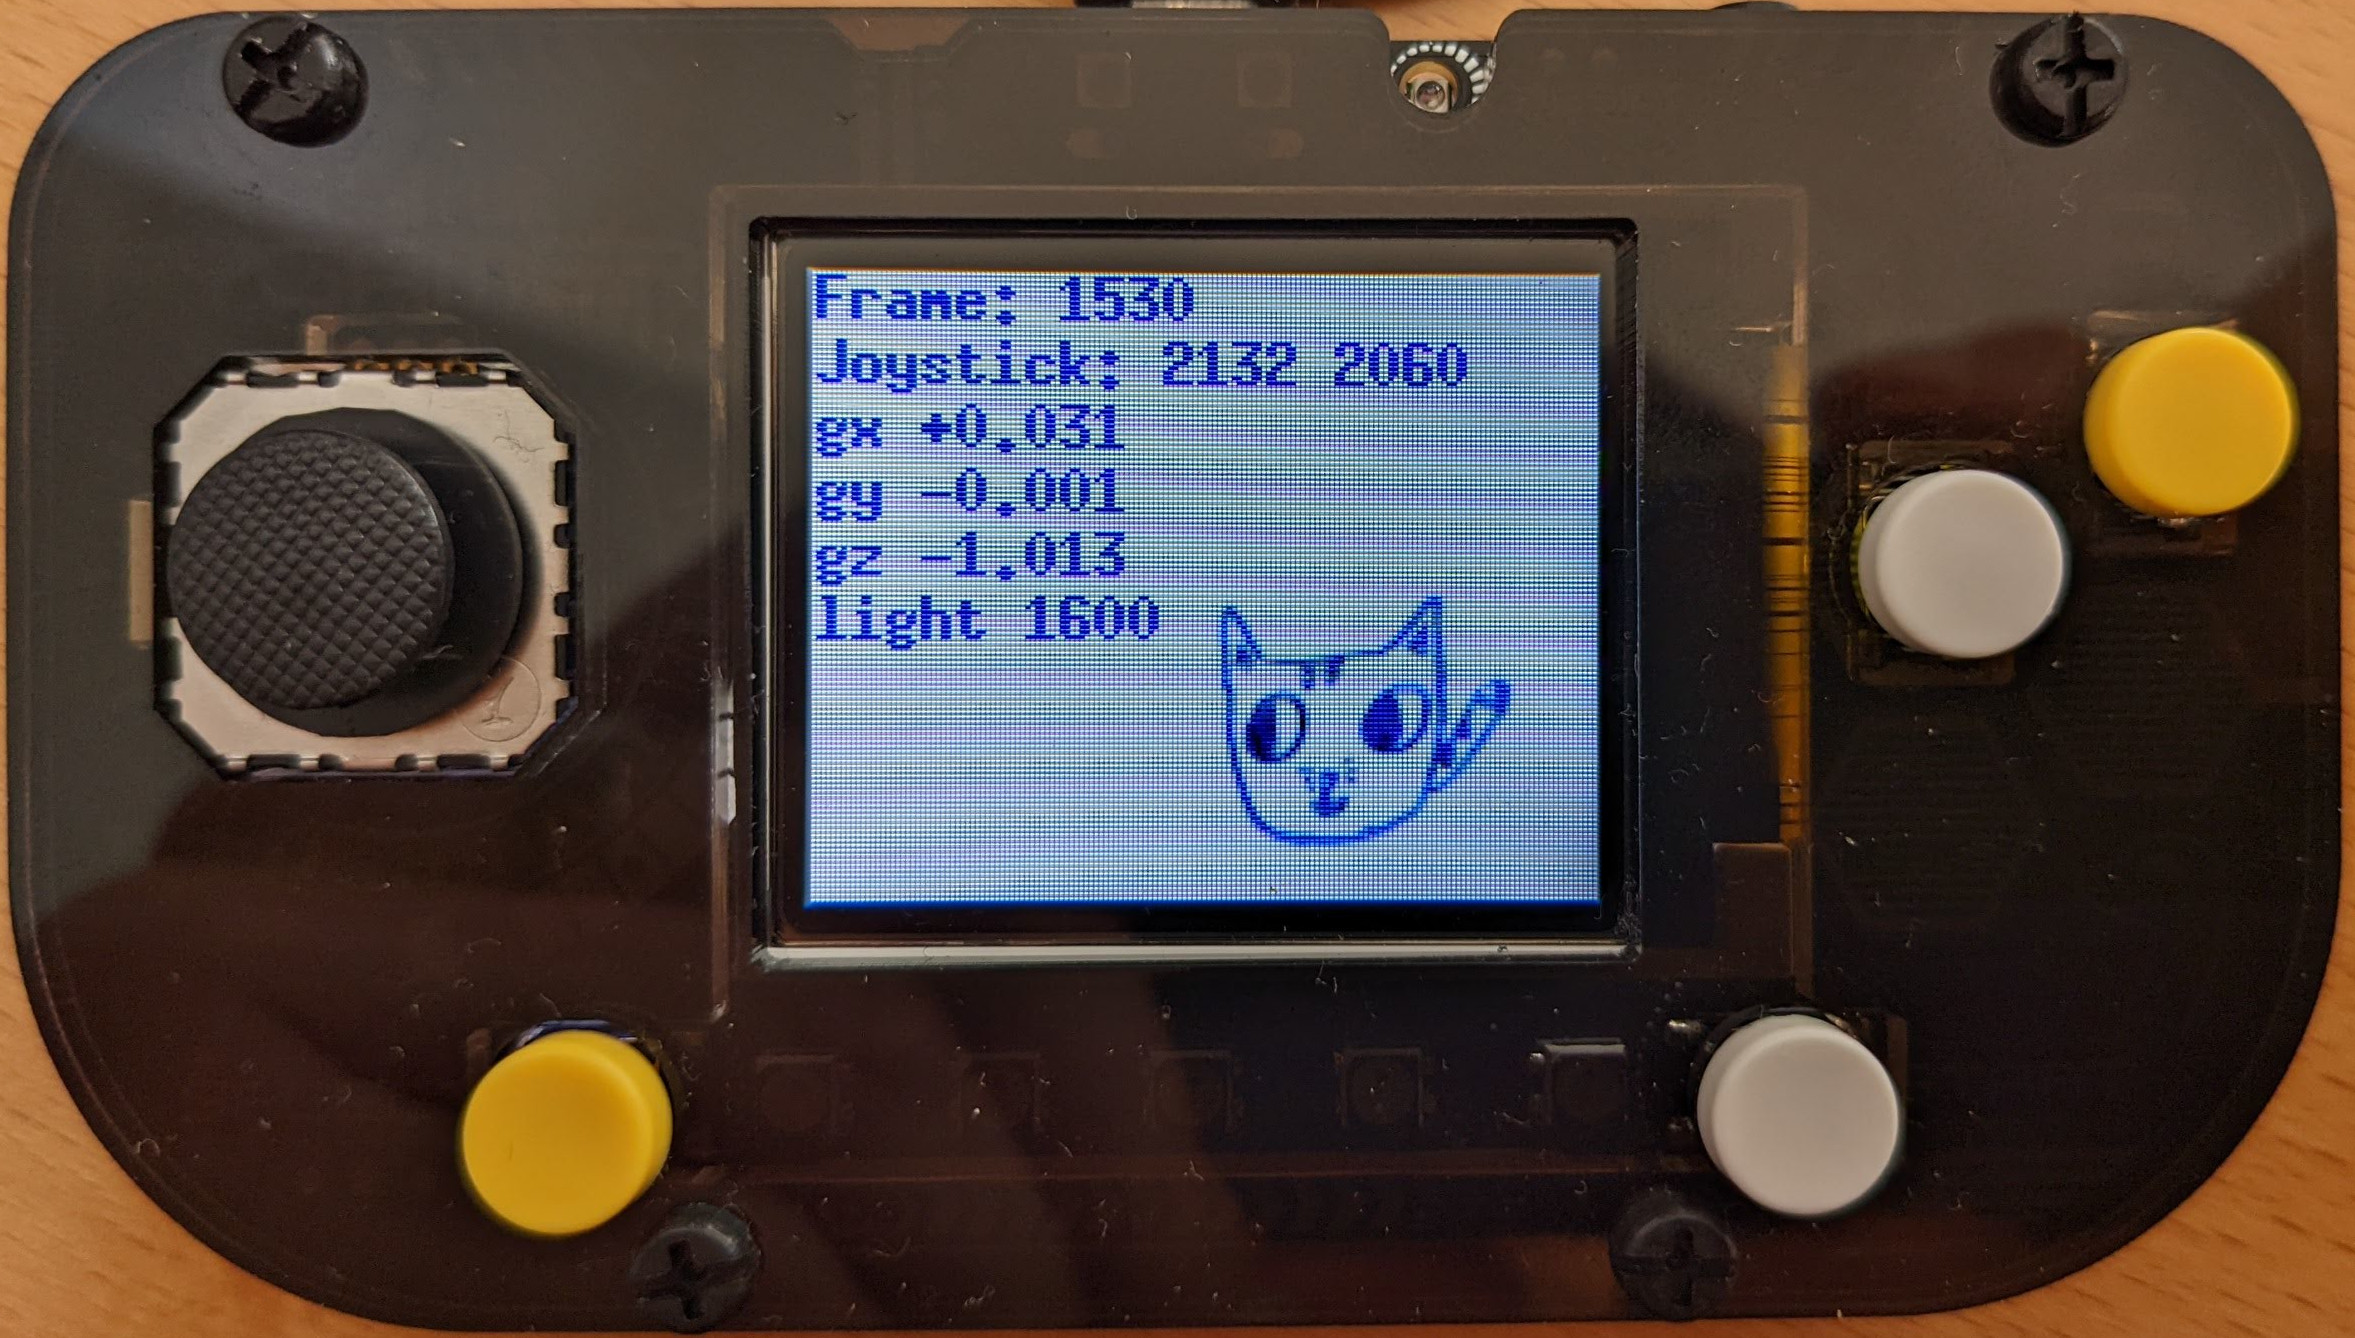 Frame: 1530
Joystick: 2132 2060
gx +0.031
gy -0.001
gz -1.013
light 1600